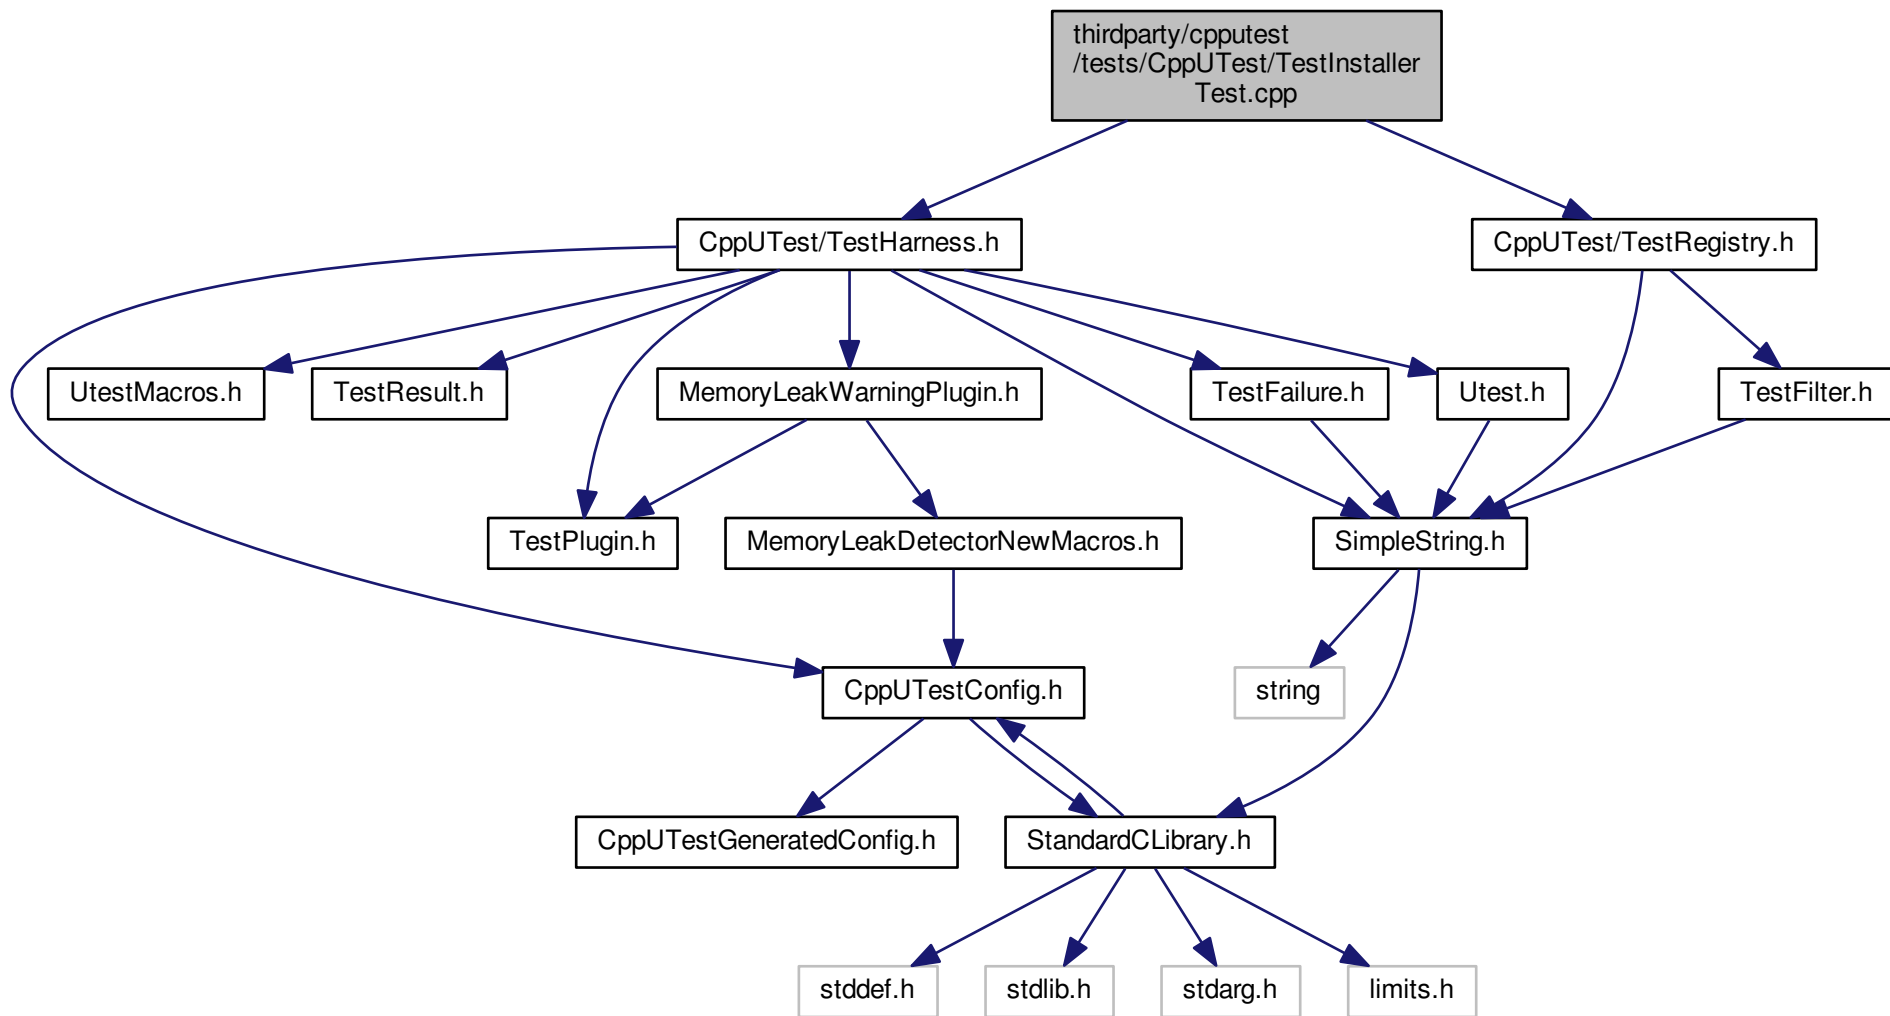 thirdparty/cpputest
/tests/CppUTest/TestInstaller
Test.cpp
CppUTest/TestHarness.h
CppUTest/TestRegistry.h
UtestMacros.h
TestResult.h
MemoryLeakWarningPlugin.h
TestFailure.h
Utest.h
TestFilter.h
TestPlugin.h
MemoryLeakDetectorNewMacros.h
SimpleString.h
CppUTestConfig.h
string
CppUTestGeneratedConfig.h
StandardCLibrary.h
stddef.h
stdlib.h
stdarg.h
limits.h